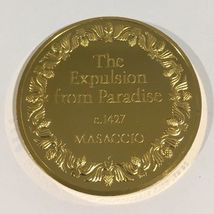 The
Expulsion
from Paradise
c.1427
MASACCIO